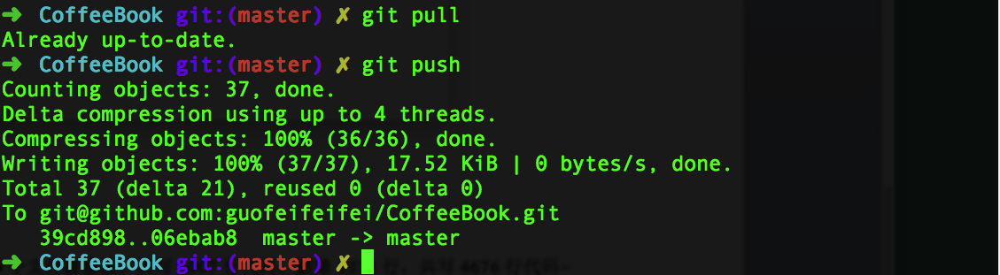 ➜ CoffeeBook git:(master) ✗ git pull
Already up-to-date.
➜ CoffeeBook git:(master) ✗ git push
Counting objects: 37, done.
Delta compression using up to 4 threads.
Compressing objects: 100% (36/36), done.
Writing objects: 100% (37/37), 17.52 KiB | 0 bytes/s, done.
Total 37 (delta 21), reused 0 (delta 0)
To git@github.com:guofeifeifei/CoffeeBook.git
39cd898..06ebab8 master -> master
➜ CoffeeBook git:(master) ✗